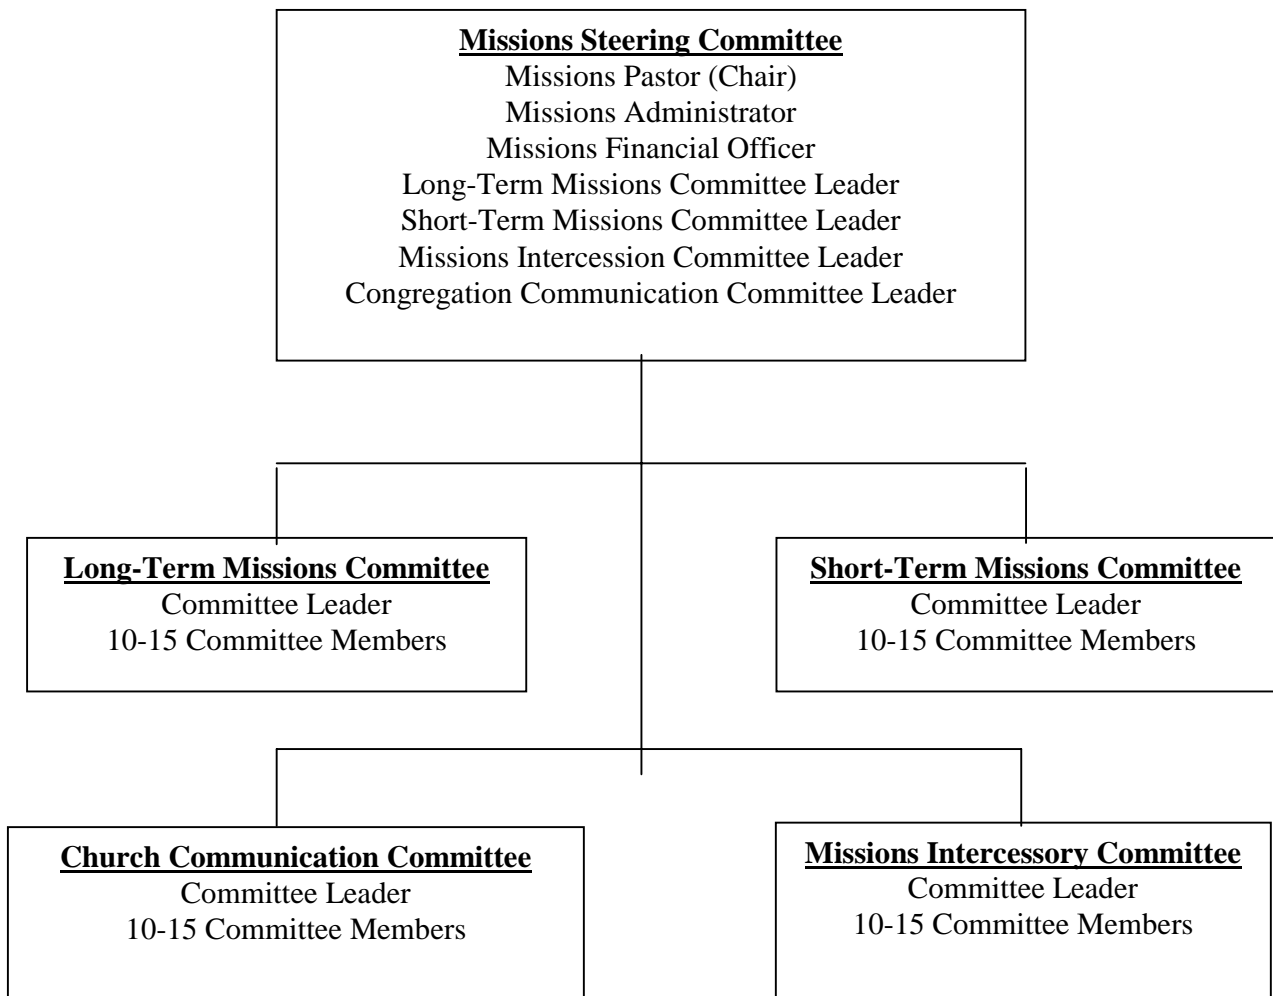 Missions Steering Committee
Missions Pastor (Chair)
Missions Administrator
Missions Financial Officer
Long-Term Missions Committee Leader
Short-Term Missions Committee Leader
Missions Intercession Committee Leader
Congregation Communication Committee Leader
Long-Term Missions Committee
Committee Leader
10-15 Committee Members
Short-Term Missions Committee
Committee Leader
10-15 Committee Members
Church Communication Committee
Committee Leader
10-15 Committee Members
Missions Intercessory Committee
Committee Leader
10-15 Committee Members